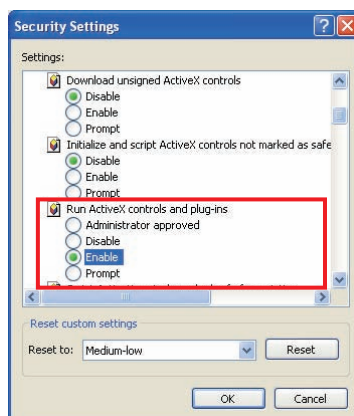 Security Settings
Settings:
Download unsigned ActiveX controls
Disable
Enable
Prompt
Initialize and script ActiveX controls not marked as safe
Disable
Enable
Prompt
Run ActiveX controls and plug-ins
Administrator approved
Disable
Enable
Prompt
Reset custom settings
Reset to: Medium-low Reset
OK Cancel